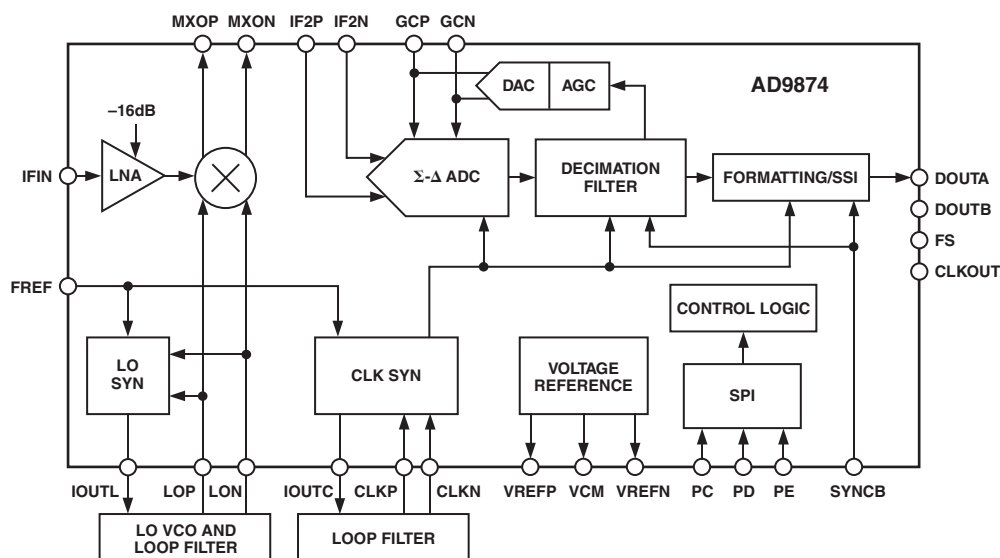 MXOP MXON IF2P IF2N GCP GCN
AD9874
DAC AGC
–16dB
IFIN
LNA
Σ-Δ ADC
DECIMATION
FILTER
FORMATTING/SSI
DOUTA
DOUTB
FS
CLKOUT
FREF
LO
SYN
CLK SYN
VOLTAGE
REFERENCE
CONTROL LOGIC
SPI
IOUTL LOP LON IOUTC CLKP CLKN VREFP VCM VREFN PC PD PE SYNCB
LO VCO AND
LOOP FILTER
LOOP FILTER